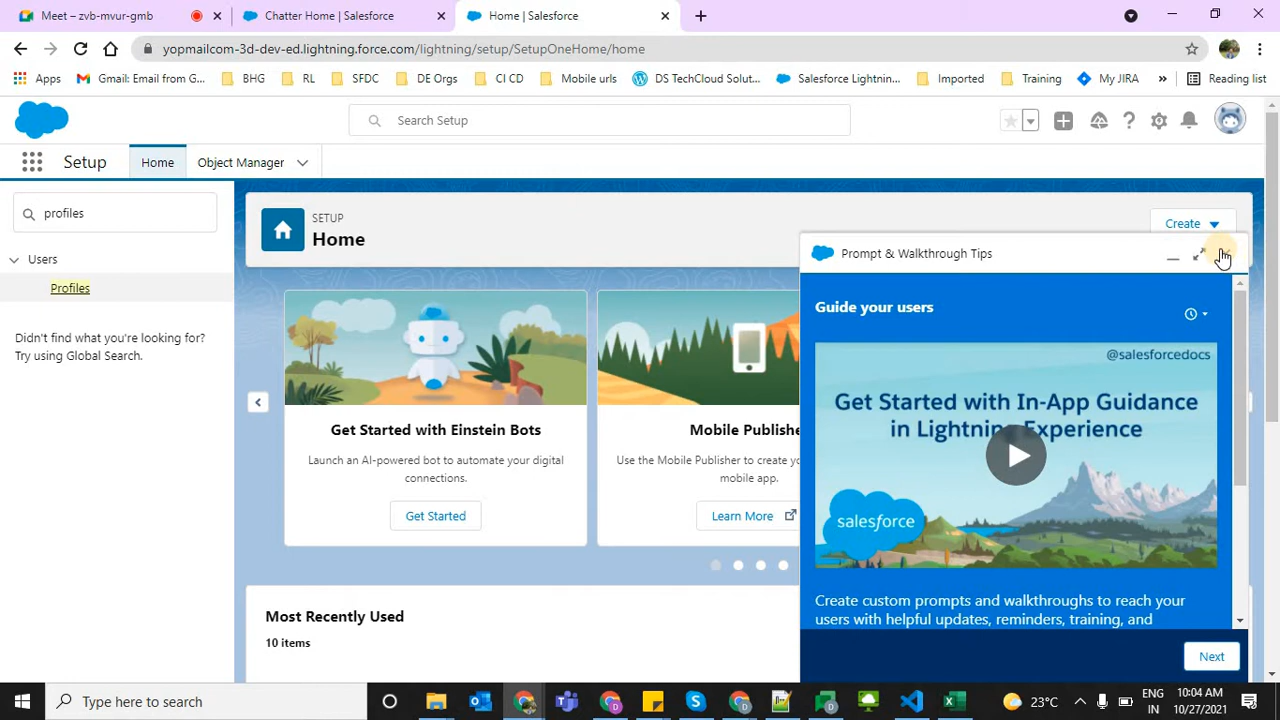 Meet – zvb-mvur-gmb
Chatter Home | Salesforce
Home | Salesforce
yopmailcom-3d-dev-ed.lightning.force.com/lightning/setup/SetupOneHome/home
Apps
Gmail: Email from G...
BHG
RL
SFDC
DE Orgs
CI CD
Mobile urls
DS TechCloud Solut...
Salesforce Lightnin...
Imported
Training
My JIRA
»
Reading list
Search Setup
Setup
Home
Object Manager
profiles
Users
Profiles
Didn't find what you're looking for?
Try using Global Search.
SETUP
Home
Create
Get Started with Einstein Bots
Launch an AI-powered bot to automate your digital
connections.
Get Started
Mobile Publishe
Use the Mobile Publisher to create yo
mobile app.
Learn More
Most Recently Used
10 items
Prompt & Walkthrough Tips
Guide your users
@salesforcedocs
Get Started with In-App Guidance
in Lightning Experience
salesforce
Create custom prompts and walkthroughs to reach your
users with helpful updates, reminders, training, and
Next
Type here to search
23°C
ENG
IN
10:04 AM
10/27/2021